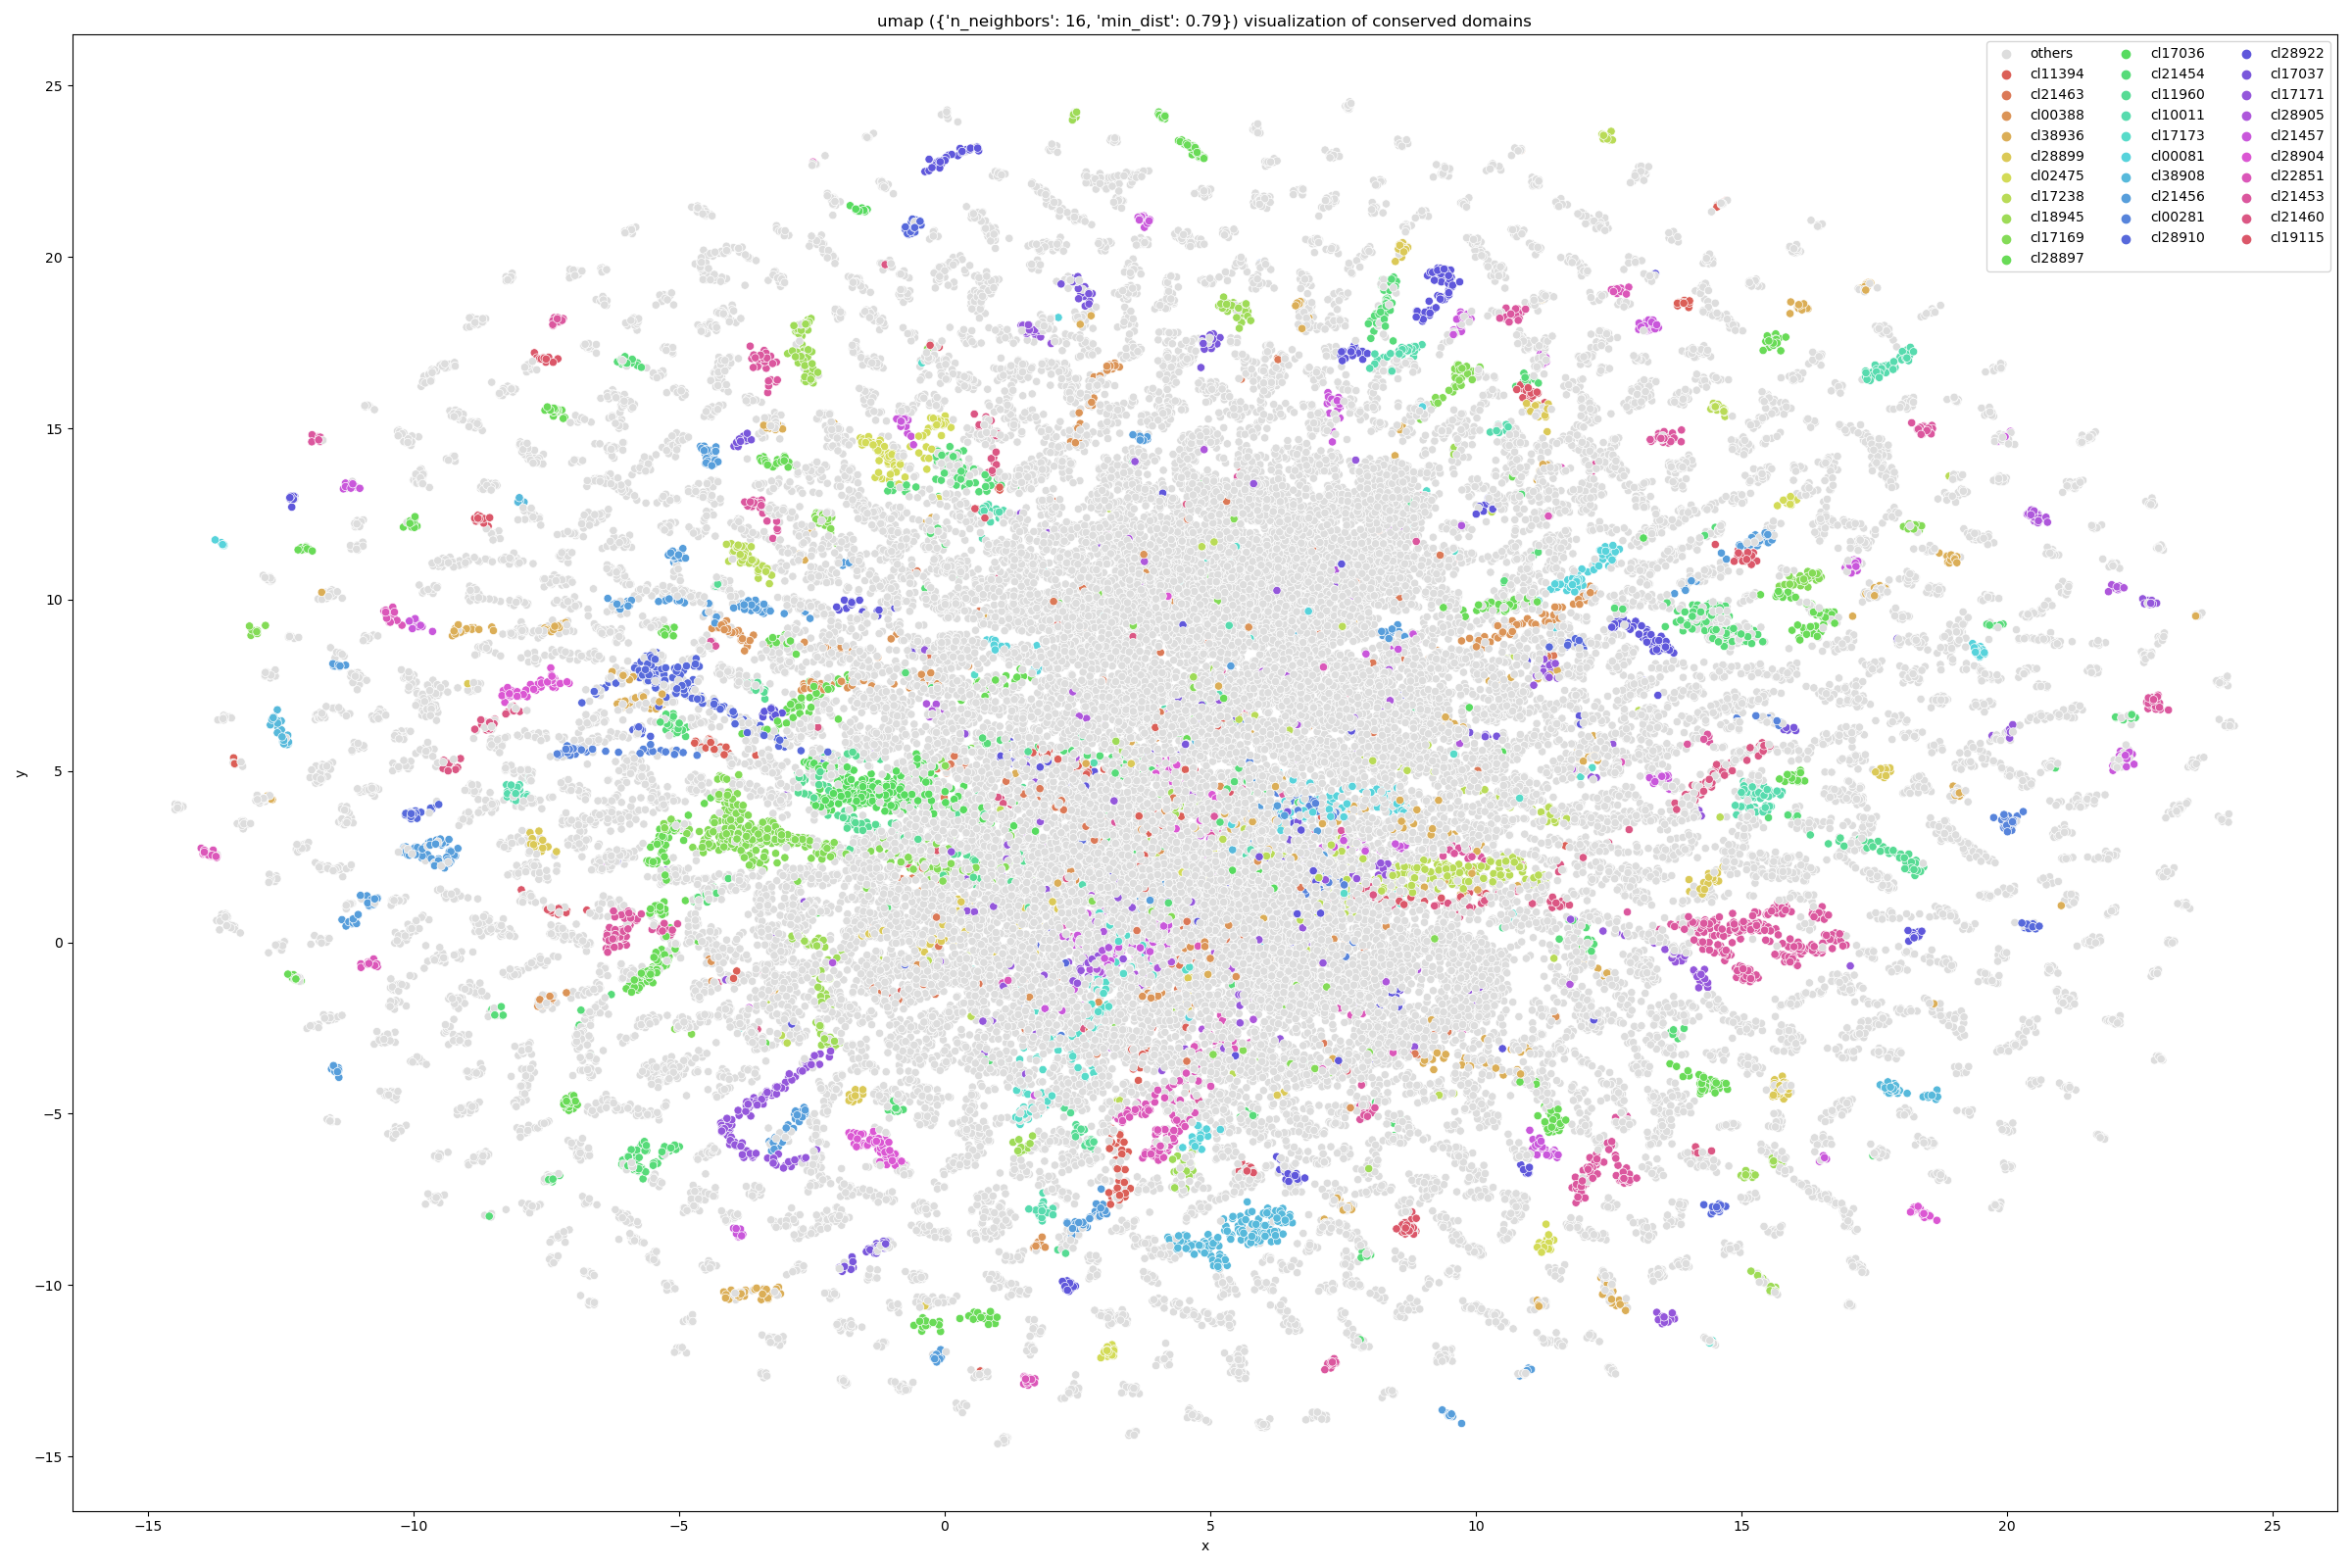 umap ({'n_neighbors': 16, 'min_dist': 0.79}) visualization of conserved domains
others
cl11394
cl21463
cl00388
cl38936
cl28899
cl02475
cl17238
cl18945
cl17169
cl28897
cl17036
cl21454
cl11960
cl10011
cl17173
cl00081
cl38908
cl21456
cl00281
cl28910
cl28922
cl17037
cl17171
cl28905
cl21457
cl28904
cl22851
cl21453
cl21460
cl19115
y
25
20
15
10
5
0
−5
−10
−15
−15
−10
−5
0
5
10
15
20
25
x